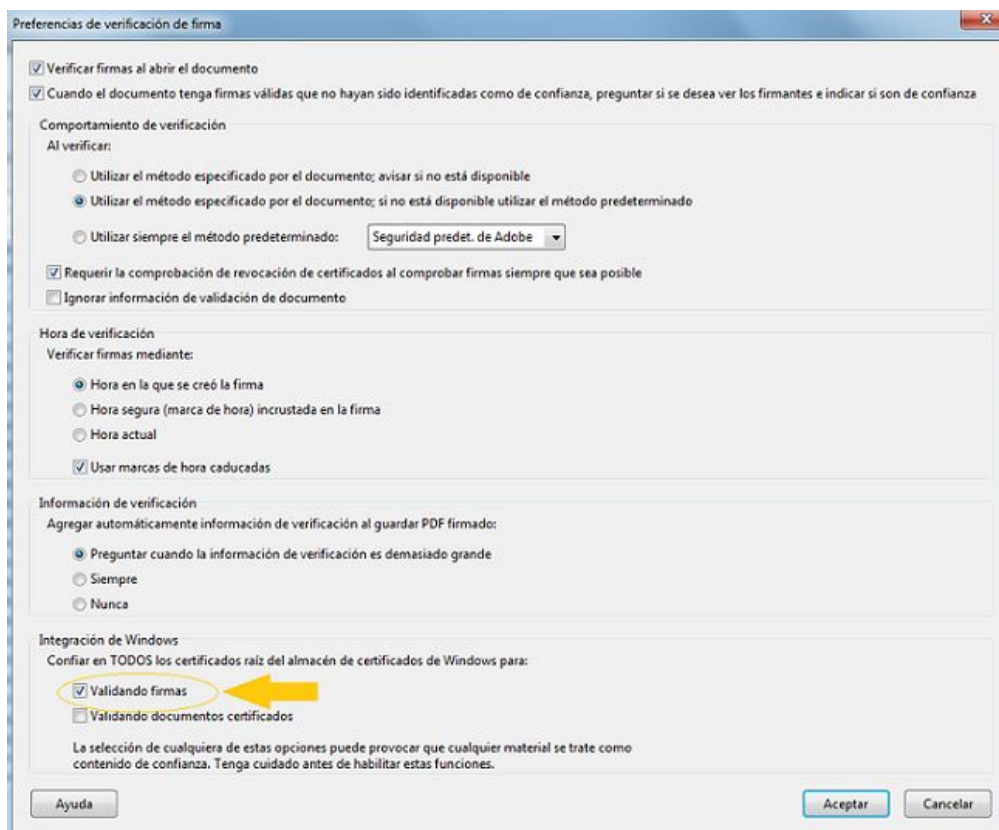 Preferencias de verificación de firma
Verificar firmas al abrir el documento
Cuando el documento tenga firmas válidas que no hayan sido identificadas como de confianza, preguntar si se desea ver los firmantes e indicar si son de confianza
Comportamiento de verificación
Al verificar:
Utilizar el método especificado por el documento; avisar si no está disponible
Utilizar el método especificado por el documento; si no está disponible utilizar el método predeterminado
Utilizar siempre el método predeterminado: Seguridad predet. de Adobe
Requerir la comprobación de revocación de certificados al comprobar firmas siempre que sea posible
Ignorar información de validación de documento
Hora de verificación
Verificar firmas mediante:
Hora en la que se creó la firma
Hora segura (marca de hora) incrustada en la firma
Hora actual
Usar marcas de hora caducadas
Información de verificación
Agregar automáticamente información de verificación al guardar PDF firmado:
Preguntar cuando la información de verificación es demasiado grande
Siempre
Nunca
Integración de Windows
Confiar en TODOS los certificados raíz del almacén de certificados de Windows para:
Validando firmas
Validando documentos certificados
La selección de cualquiera de estas opciones puede provocar que cualquier material se trate como
contenido de confianza. Tenga cuidado antes de habilitar estas funciones.
Ayuda Aceptar Cancelar